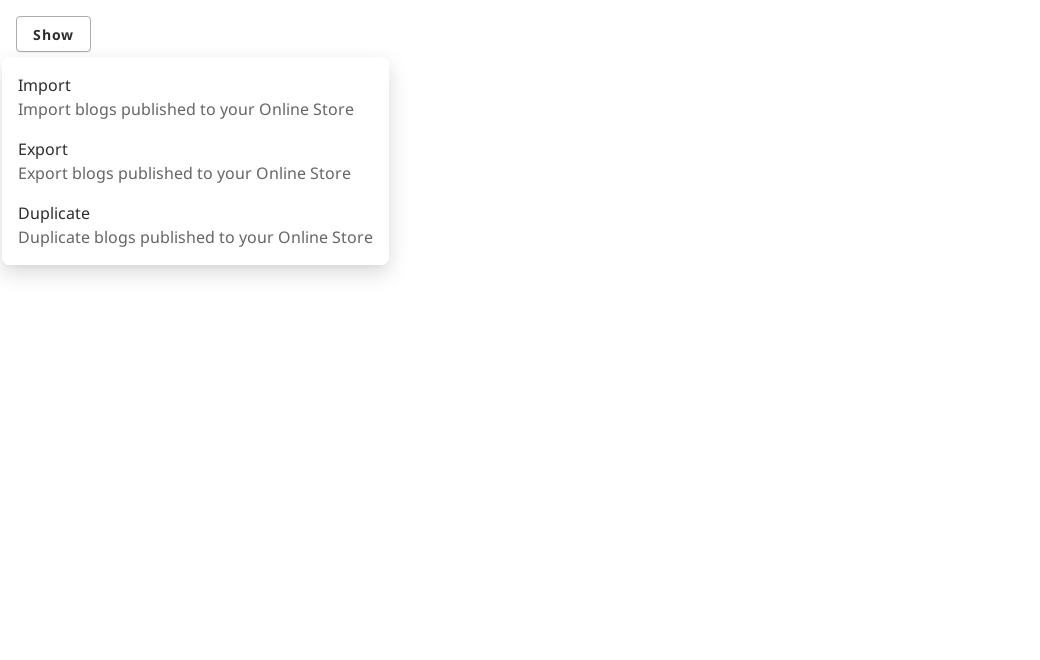 Show
Import
Import blogs published to your Online Store
Export
Export blogs published to your Online Store
Duplicate
Duplicate blogs published to your Online Store